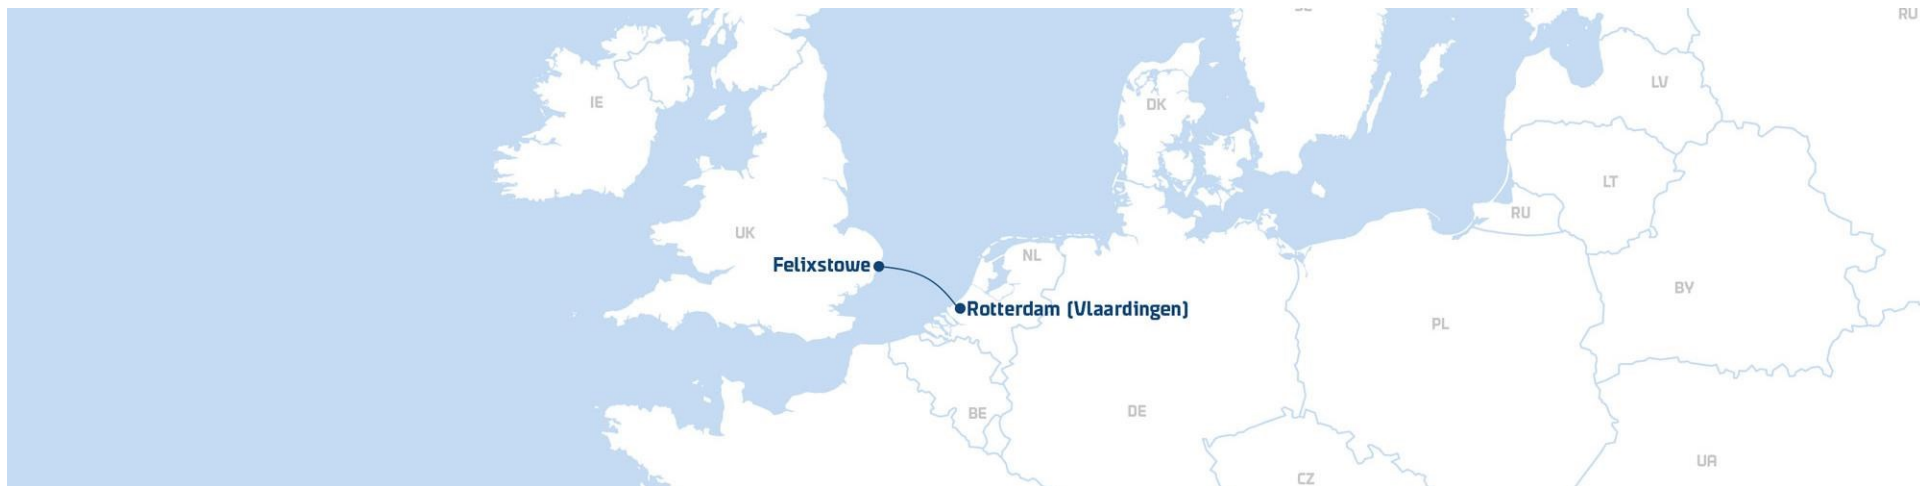 RU
LV
IE
DK
LT
RU
UK
NL
Felixstowe
BY
Rotterdam (Vlaardingen)
PL
DE
BE
UA
CZ